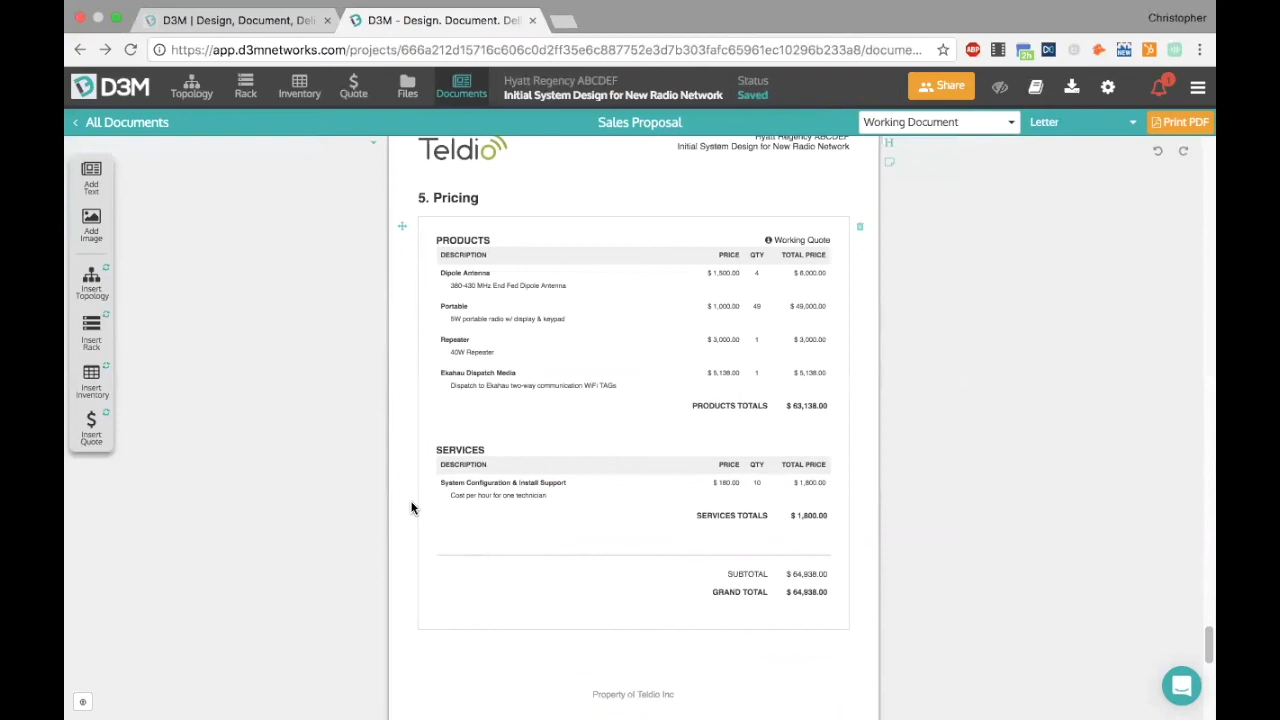 D3M | Design, Document, Deli
D3M - Design. Document. Deli
Christopher
https://app.d3mnetworks.com/projects/666a212d15716c606c0d2ff35e6c887752e3d7b303fafc65961ec10296b233a8/docume...
ABP
2h
NEW
D3M
Topology
Rack
Inventory
Quote
Files
Documents
Hyatt Regency ABCDEF
Initial System Design for New Radio Network
Status
Saved
Share
1
< All Documents
Sales Proposal
Working Document
Letter
Print PDF
Add Text
Add Image
Insert Topology
Insert Rack
Insert Inventory
Insert Quote
Teldio
Hyatt Regency ABCDEF
Initial System Design for New Radio Network
H
5. Pricing
PRODUCTS Working Quote
DESCRIPTION PRICE QTY TOTAL PRICE
Dipole Antenna $ 1,500.00 4 $ 6,000.00
380-430 MHz End Fed Dipole Antenna
Portable $ 1,000.00 49 $ 49,000.00
5W portable radio w/ display & keypad
Repeater $ 3,000.00 1 $ 3,000.00
40W Repeater
Ekahau Dispatch Media $ 5,138.00 1 $ 5,138.00
Dispatch to Ekahau two-way communication WiFi TAGs
PRODUCTS TOTALS $ 63,138.00
SERVICES
DESCRIPTION PRICE QTY TOTAL PRICE
System Configuration & Install Support $ 180.00 10 $ 1,800.00
Cost per hour for one technician
SERVICES TOTALS $ 1,800.00
SUBTOTAL $ 64,938.00
GRAND TOTAL $ 64,938.00
Property of Teldio Inc